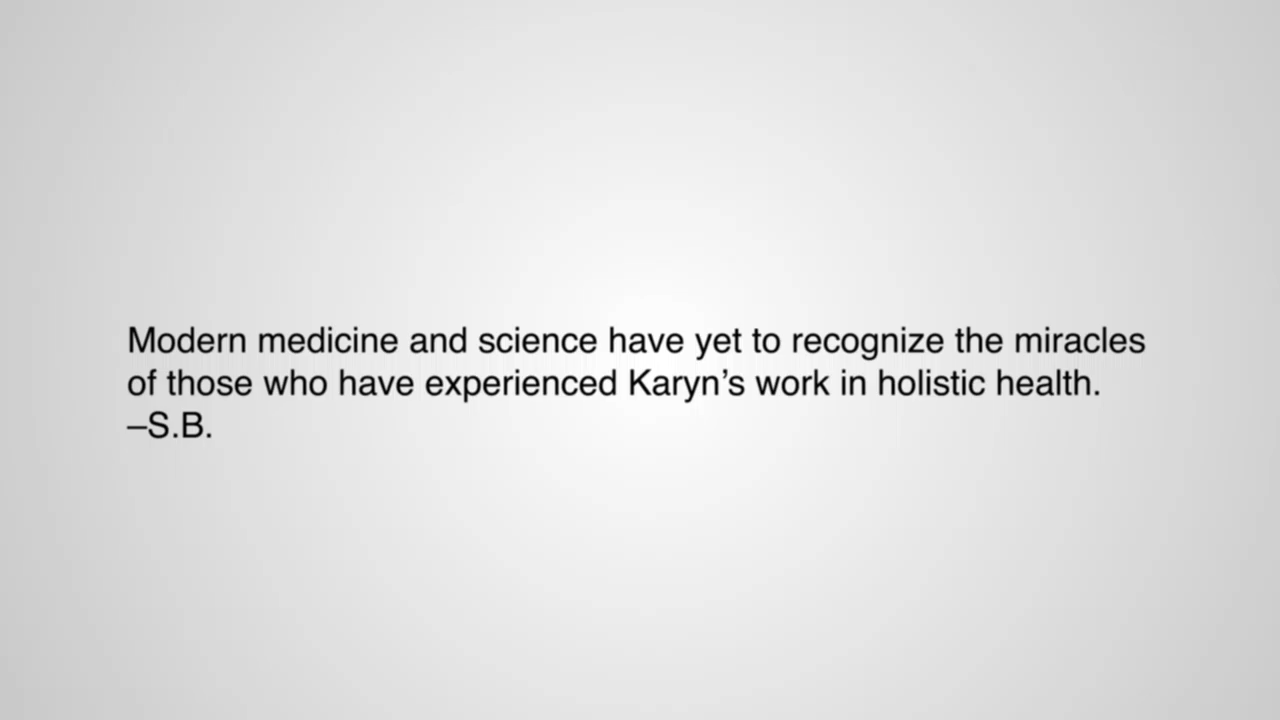 Modern medicine and science have yet to recognize the miracles
of those who have experienced Karyn’s work in holistic health.
–S.B.